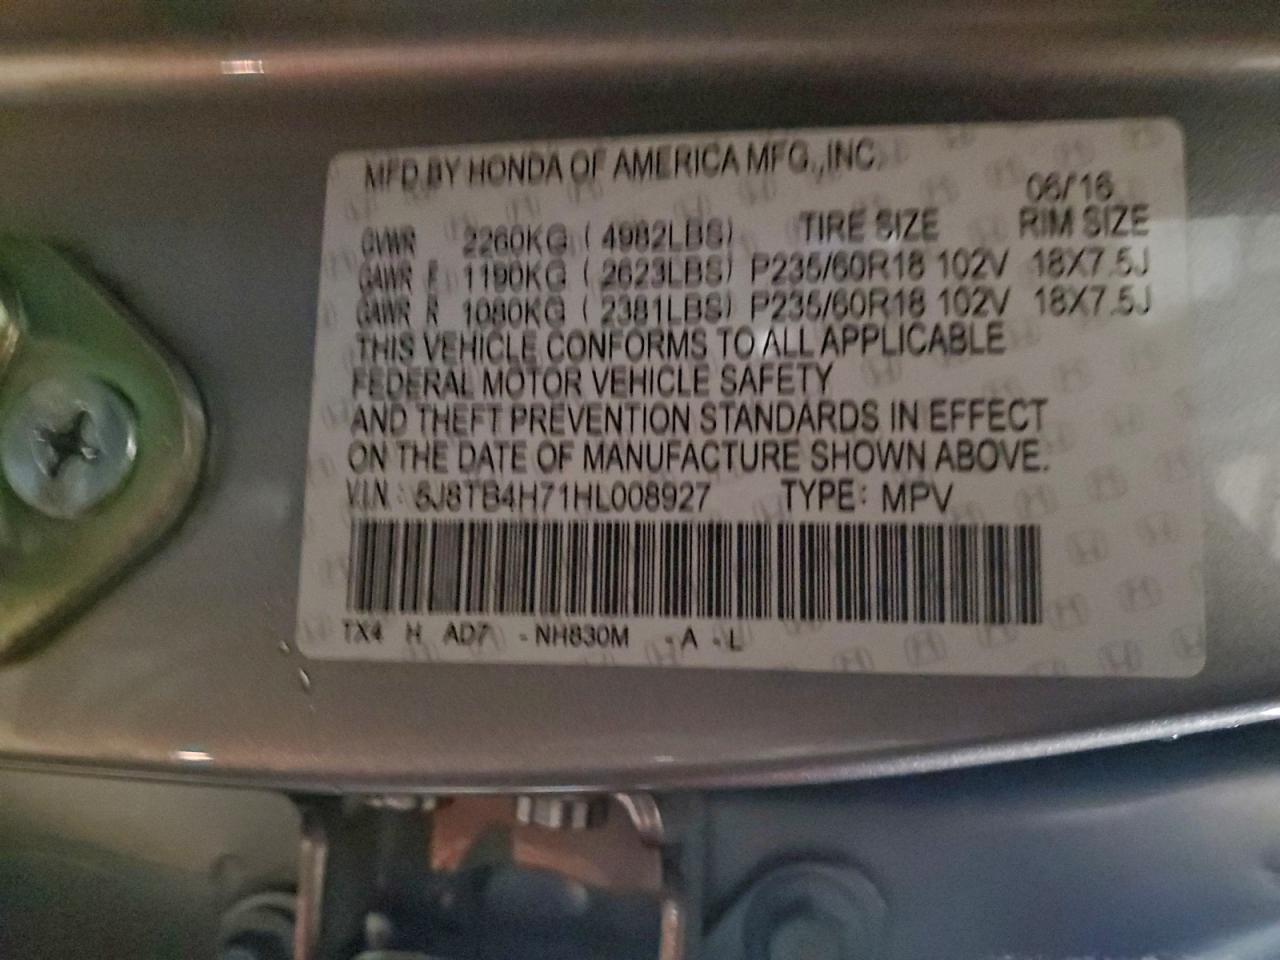 MFD BY HONDA OF AMERICA MFG.,INC.
06/16
GVWR 2260KG ( 4982LBS) TIRE SIZE RIM SIZE
GAWR F 1190KG ( 2623LBS) P235/60R18 102V 18X7.5J
GAWR R 1080KG ( 2381LBS) P235/60R18 102V 18X7.5J
THIS VEHICLE CONFORMS TO ALL APPLICABLE
FEDERAL MOTOR VEHICLE SAFETY
AND THEFT PREVENTION STANDARDS IN EFFECT
ON THE DATE OF MANUFACTURE SHOWN ABOVE.
V.I.N : 5J8TB4H71HL008927 TYPE: MPV
TX4 H AD7 - NH830M - A - L